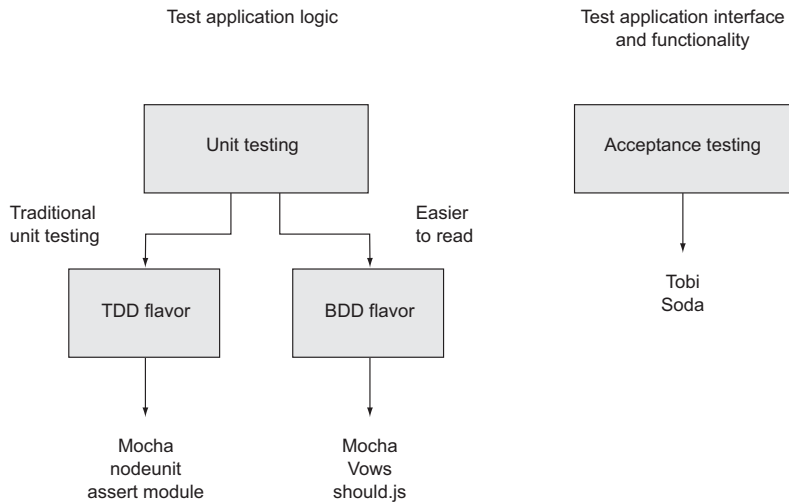 Test application logic
Test application interface
and functionality
Unit testing
Acceptance testing
Traditional
unit testing
Easier
to read
TDD flavor
BDD flavor
Tobi
Soda
Mocha
nodeunit
assert module
Mocha
Vows
should.js